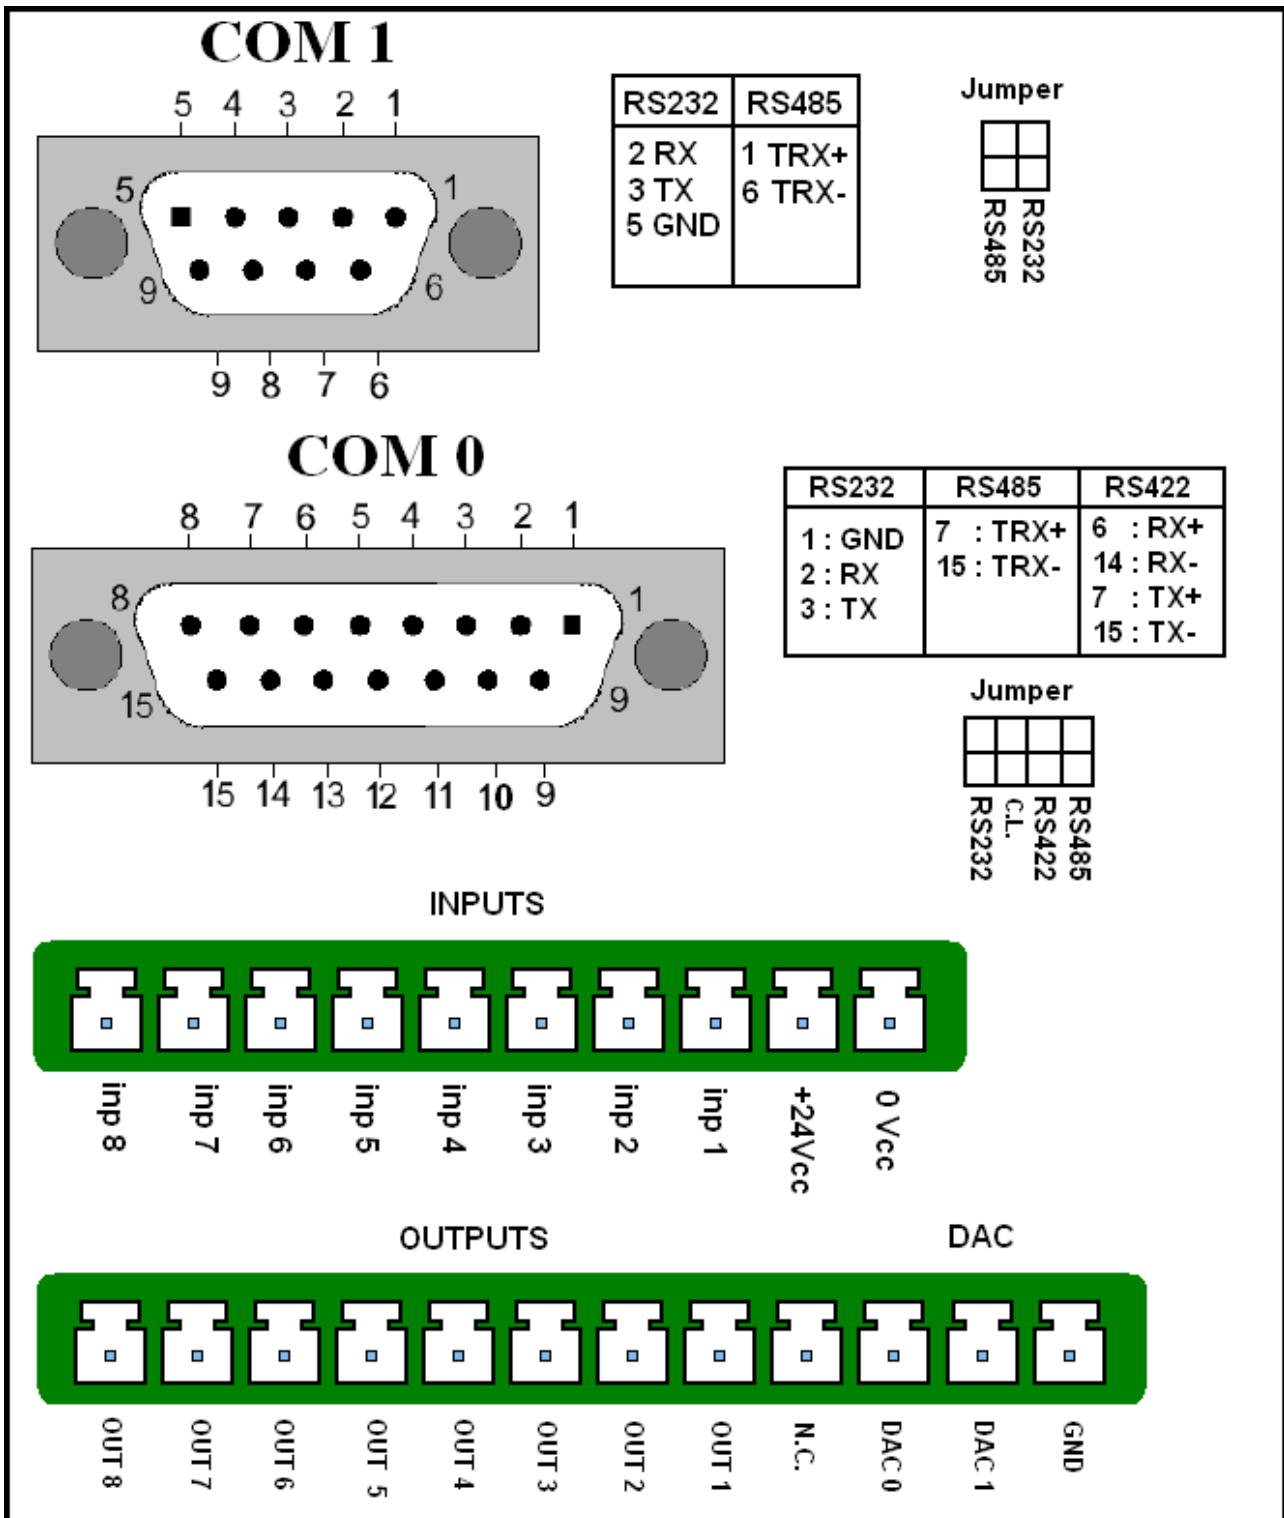 COM 1
5 4 3 2 1
5 1
9 6
9 8 7 6
RS232 RS485
2 RX 1 TRX+
3 TX 6 TRX-
5 GND
Jumper
RS485 RS232
COM 0
8 7 6 5 4 3 2 1
8 1
15 9
15 14 13 12 11 10 9
RS232 RS485 RS422
1 : GND 7 : TRX+ 6 : RX+
2 : RX 15 : TRX- 14 : RX-
3 : TX 7 : TX+
15 : TX-
Jumper
RS232 C.L. RS422 RS485
INPUTS
inp 8 inp 7 inp 6 inp 5 inp 4 inp 3 inp 2 inp 1 +24Vcc 0 Vcc
OUTPUTS DAC
OUT 8 OUT 7 OUT 6 OUT 5 OUT 4 OUT 3 OUT 2 OUT 1 N.C. DAC 0 DAC 1 GND